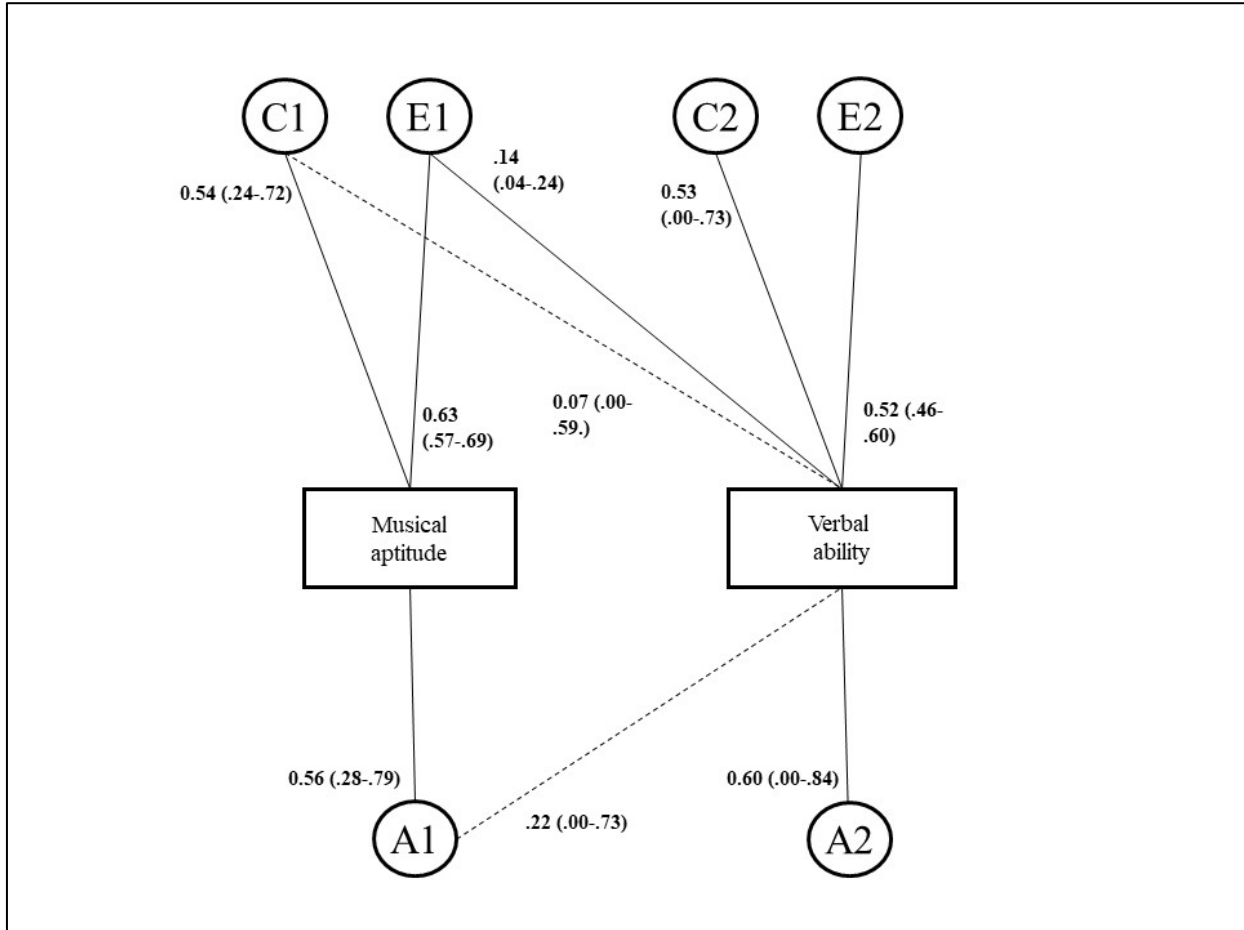 C1
E1
C2
E2
0.54 (.24-.72)
.14
(.04-.24)
0.53
(.00-.73)
0.63
(.57-.69)
0.07 (.00-
.59.)
0.52 (.46-
.60)
Musical
aptitude
Verbal
ability
0.56 (.28-.79)
.22 (.00-.73)
0.60 (.00-.84)
A1
A2